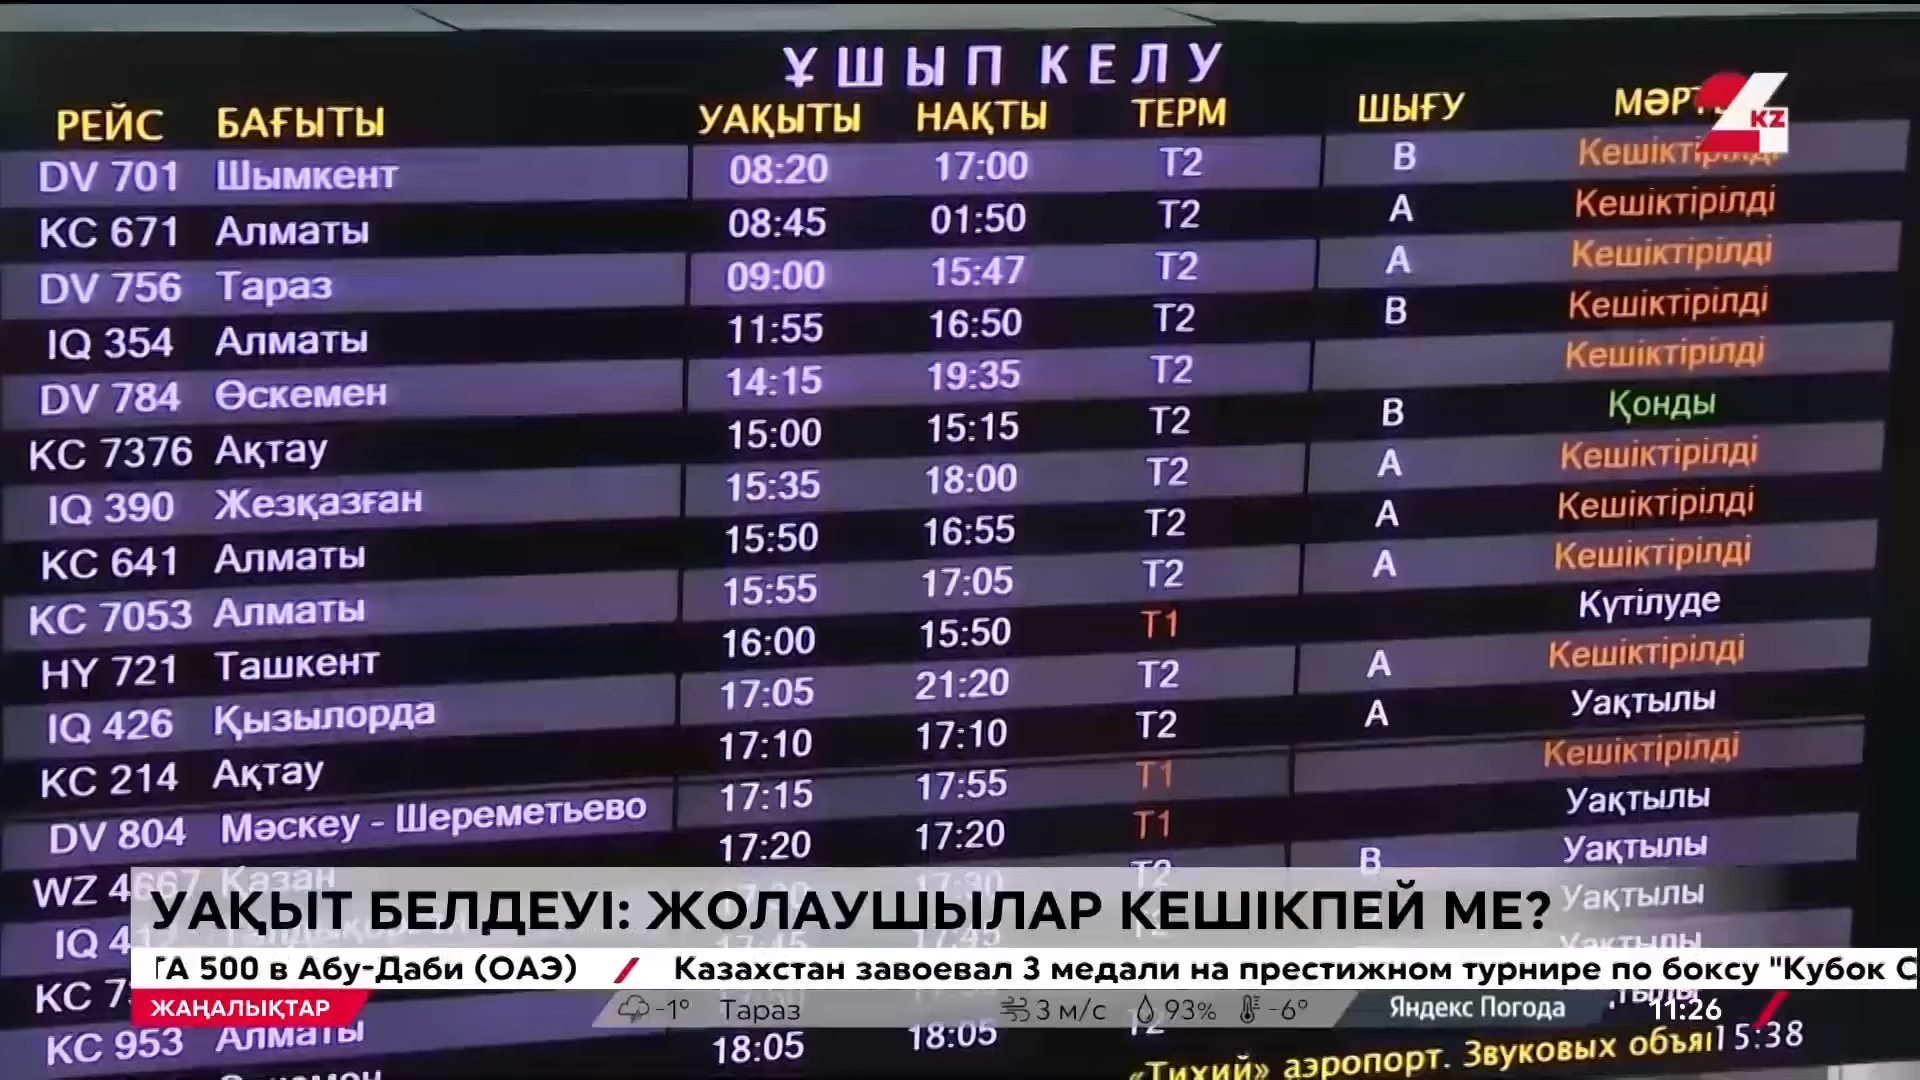 ҰШЫП КЕЛУ
РЕЙС БАҒЫТЫ УАҚЫТЫ НАҚТЫ ТЕРМ ШЫҒУ
KZ
DV 701 Шымкент 08:20 17:00 T2 B Кешіктірілді
KC 671 Алматы 08:45 01:50 T2 A Кешіктірілді
DV 756 Тараз 09:00 15:47 T2 A Кешіктірілді
IQ 354 Алматы 11:55 16:50 T2 B Кешіктірілді
DV 784 Өскемен 14:15 19:35 T2 Кешіктірілді
KC 7376 Ақтау 15:00 15:15 T2 B Қонды
IQ 390 Жезқазған 15:35 18:00 T2 A Кешіктірілді
KC 641 Алматы 15:50 16:55 T2 A Кешіктірілді
KC 7053 Алматы 15:55 17:05 T2 A Кешіктірілді
HY 721 Ташкент 16:00 15:50 T1 Күтілуде
IQ 426 Қызылорда 17:05 21:20 T2 A Кешіктірілді
KC 214 Ақтау 17:10 17:10 T2 A Уақтылы
DV 804 Мәскеу - Шереметьево 17:15 17:55 T1 Кешіктірілді
WZ 4667 Казан 17:20 17:20 T1 Уақтылы
T2 B Уақтылы
УАҚЫТ БЕЛДЕУІ: ЖОЛАУШЫЛАР КЕШІКПЕЙ МЕ?
Уақтылы
ТА 500 в Абу-Даби (ОАЭ) / Казахстан завоевал 3 медали на престижном турнире по боксу "Кубок С
ЖАҢАЛЫҚТАР -1° Тараз 3 м/с 93% -6° Яндекс Погода 11:26
KC 953 Алматы 18:05 18:05 T2
«Тихий» аэропорт. Звуковых объя 15:38